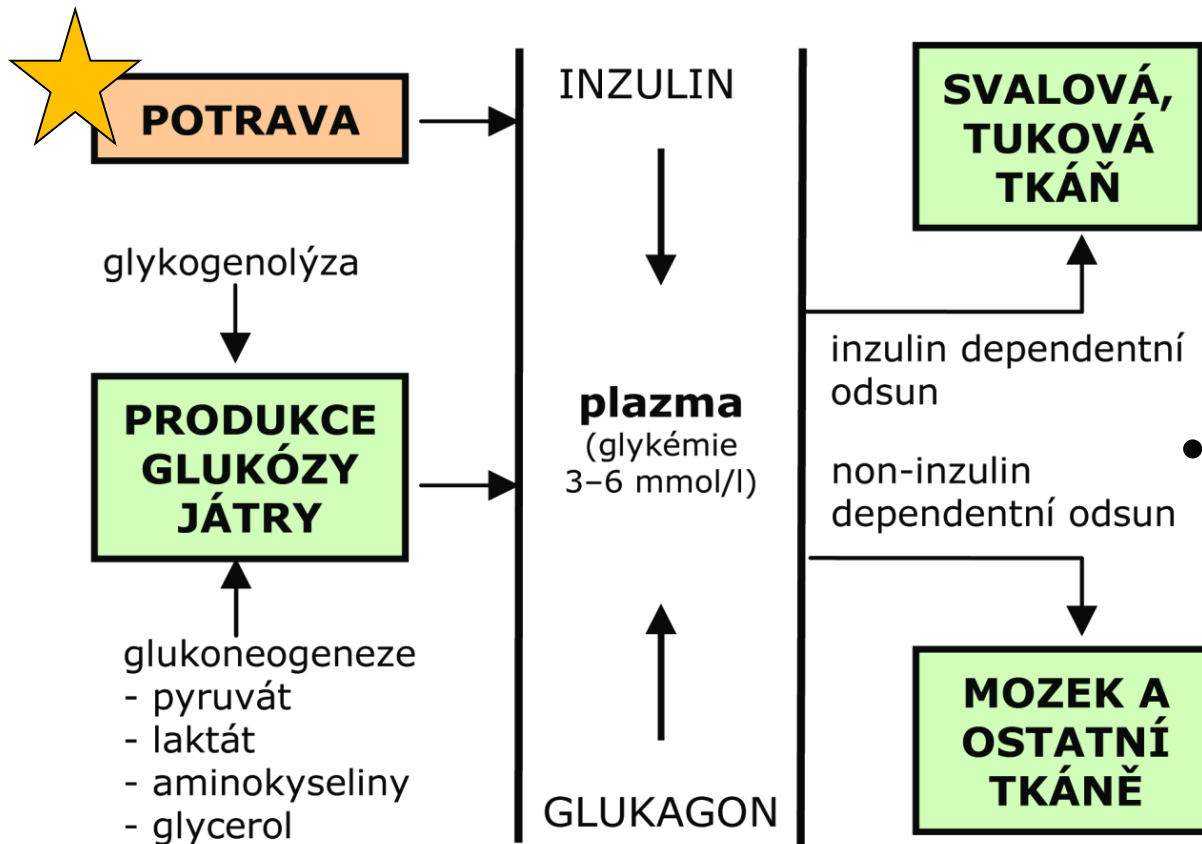 POTRAVA
glykogenolýza
PRODUKCE
GLUKÓZY
JÁTRY
glukoneogeneze
- pyruvát
- laktát
- aminokyseliny
- glycerol
INZULIN
plazma
(glykémie
3–6 mmol/l)
GLUKAGON
SVALOVÁ,
TUKOVÁ
TKÁŇ
inzulin dependentní
odsun
non-inzulin
dependentní odsun
MOZEK A
OSTATNÍ
TKÁNĚ